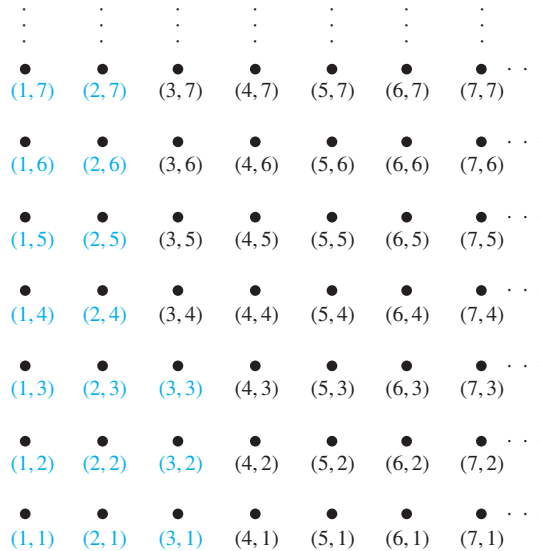 (1, 7) (2, 7) (3, 7) (4, 7) (5, 7) (6, 7) (7, 7)
(1, 6) (2, 6) (3, 6) (4, 6) (5, 6) (6, 6) (7, 6)
(1, 5) (2, 5) (3, 5) (4, 5) (5, 5) (6, 5) (7, 5)
(1, 4) (2, 4) (3, 4) (4, 4) (5, 4) (6, 4) (7, 4)
(1, 3) (2, 3) (3, 3) (4, 3) (5, 3) (6, 3) (7, 3)
(1, 2) (2, 2) (3, 2) (4, 2) (5, 2) (6, 2) (7, 2)
(1, 1) (2, 1) (3, 1) (4, 1) (5, 1) (6, 1) (7, 1)